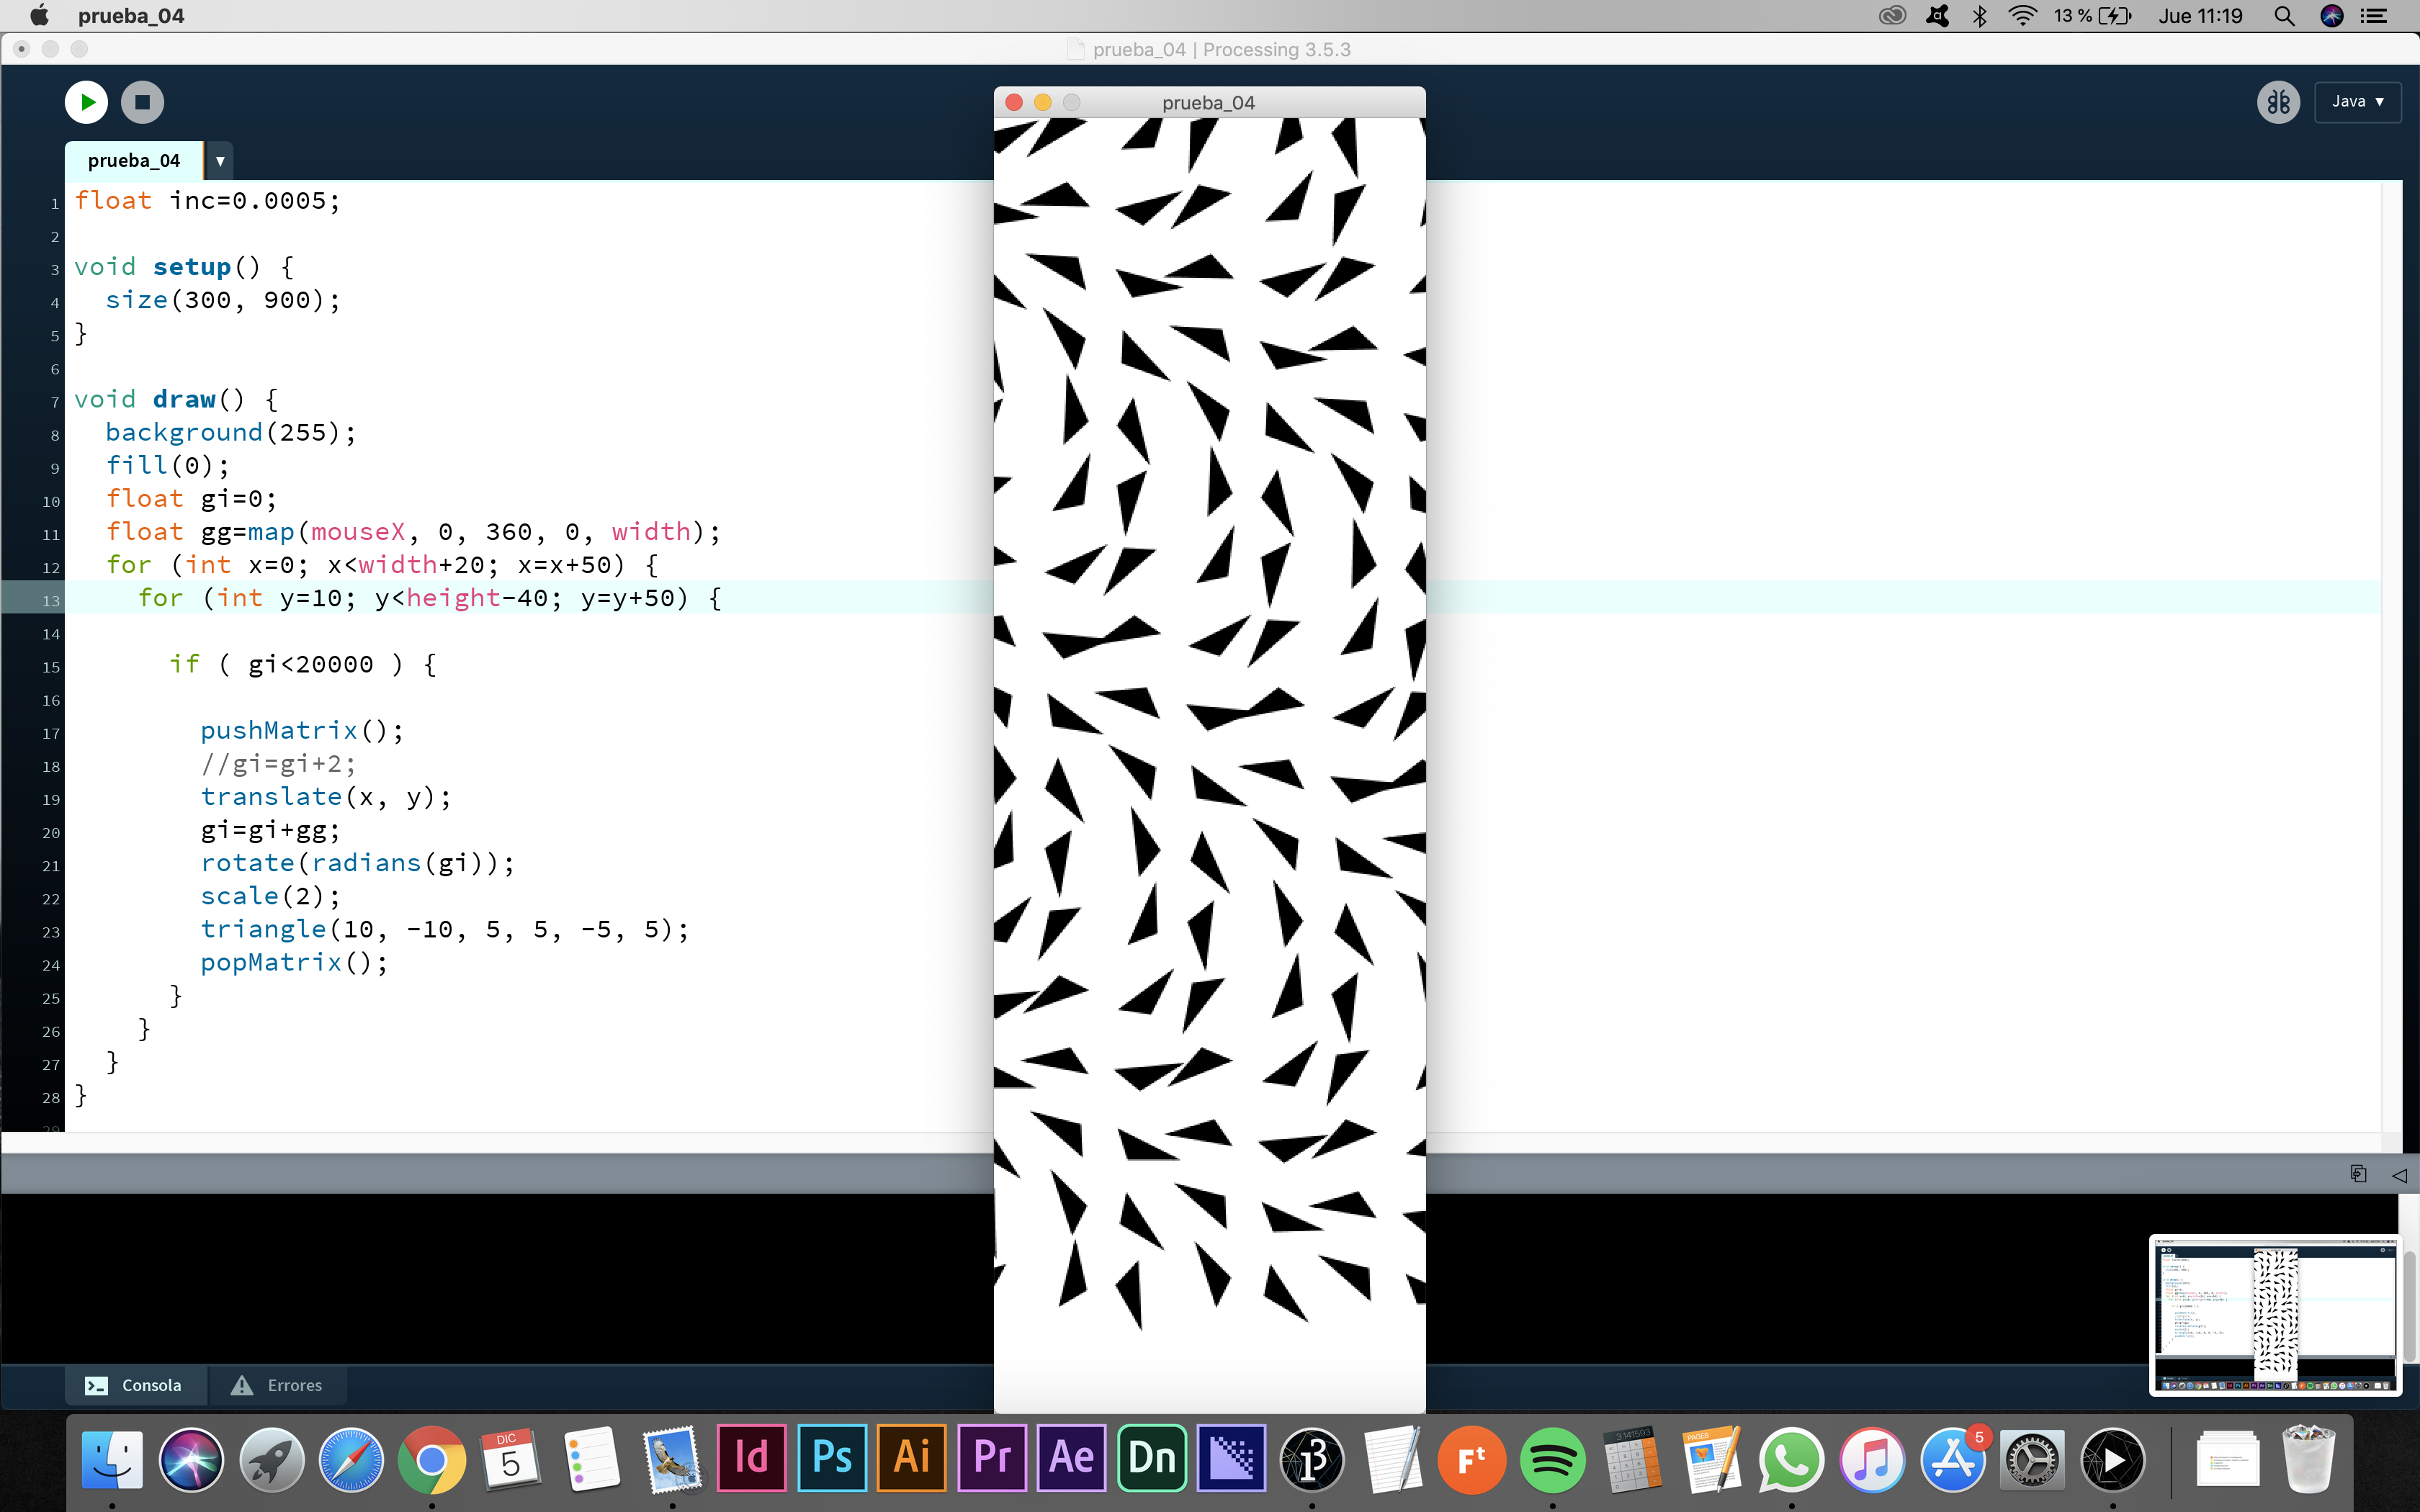 prueba_04
13 %
Jue 11:19
prueba_04 | Processing 3.5.3
Java
prueba_04
prueba_04
1 float inc=0.0005;
2
3 void setup() {
4 size(300, 900);
5 }
6
7 void draw() {
8 background(255);
9 fill(0);
10 float gi=0;
11 float gg=map(mouseX, 0, 360, 0, width);
12 for (int x=0; x<width+20; x=x+50) {
13 for (int y=10; y<height-40; y=y+50) {
14
15 if ( gi<20000 ) {
16
17 pushMatrix();
18 //gi=gi+2;
19 translate(x, y);
20 gi=gi+gg;
21 rotate(radians(gi));
22 scale(2);
23 triangle(10, -10, 5, 5, -5, 5);
24 popMatrix();
25 }
26 }
27 }
28 }
29
Consola
Errores
DIC
5
Id
Ps
Ai
Pr
Ae
Dn
13
Ft
3.141593
PAGES
5